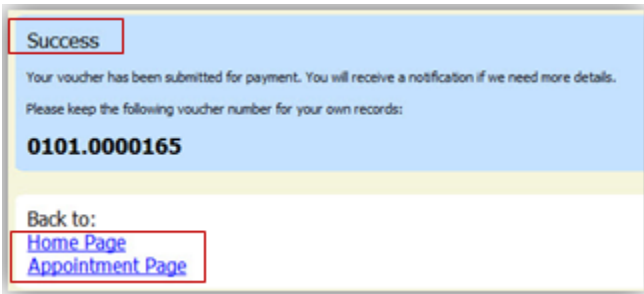 Success
Your voucher has been submitted for payment. You will receive a notification if we need more details.
Please keep the following voucher number for your own records:
0101.0000165
Back to:
Home Page
Appointment Page